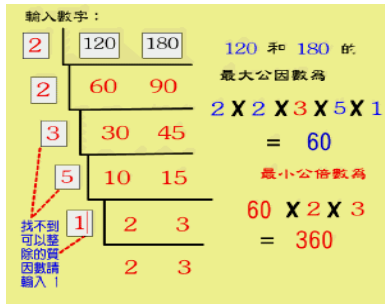 輸入數字：
2 120 180
2 60 90
3 30 45
5 10 15
1 2 3
2 3
找不到
可以整
除的質
因數請
輸入 1
120 和 180 的
最大公因數為
2 X 2 X 3 X 5 X 1
= 60
最小公倍數為
60 X 2 X 3
= 360